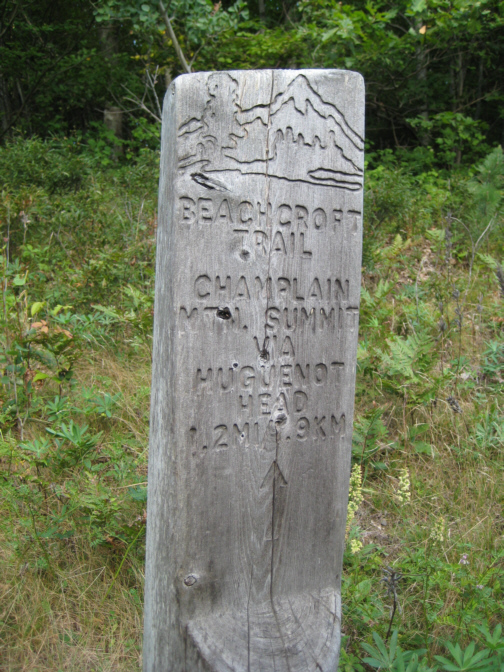 BEACHCROFT
TRAIL
CHAMPLAIN
MTN. SUMMIT
VIA
HUGUENOT
HEAD
1.2MI 1.9KM